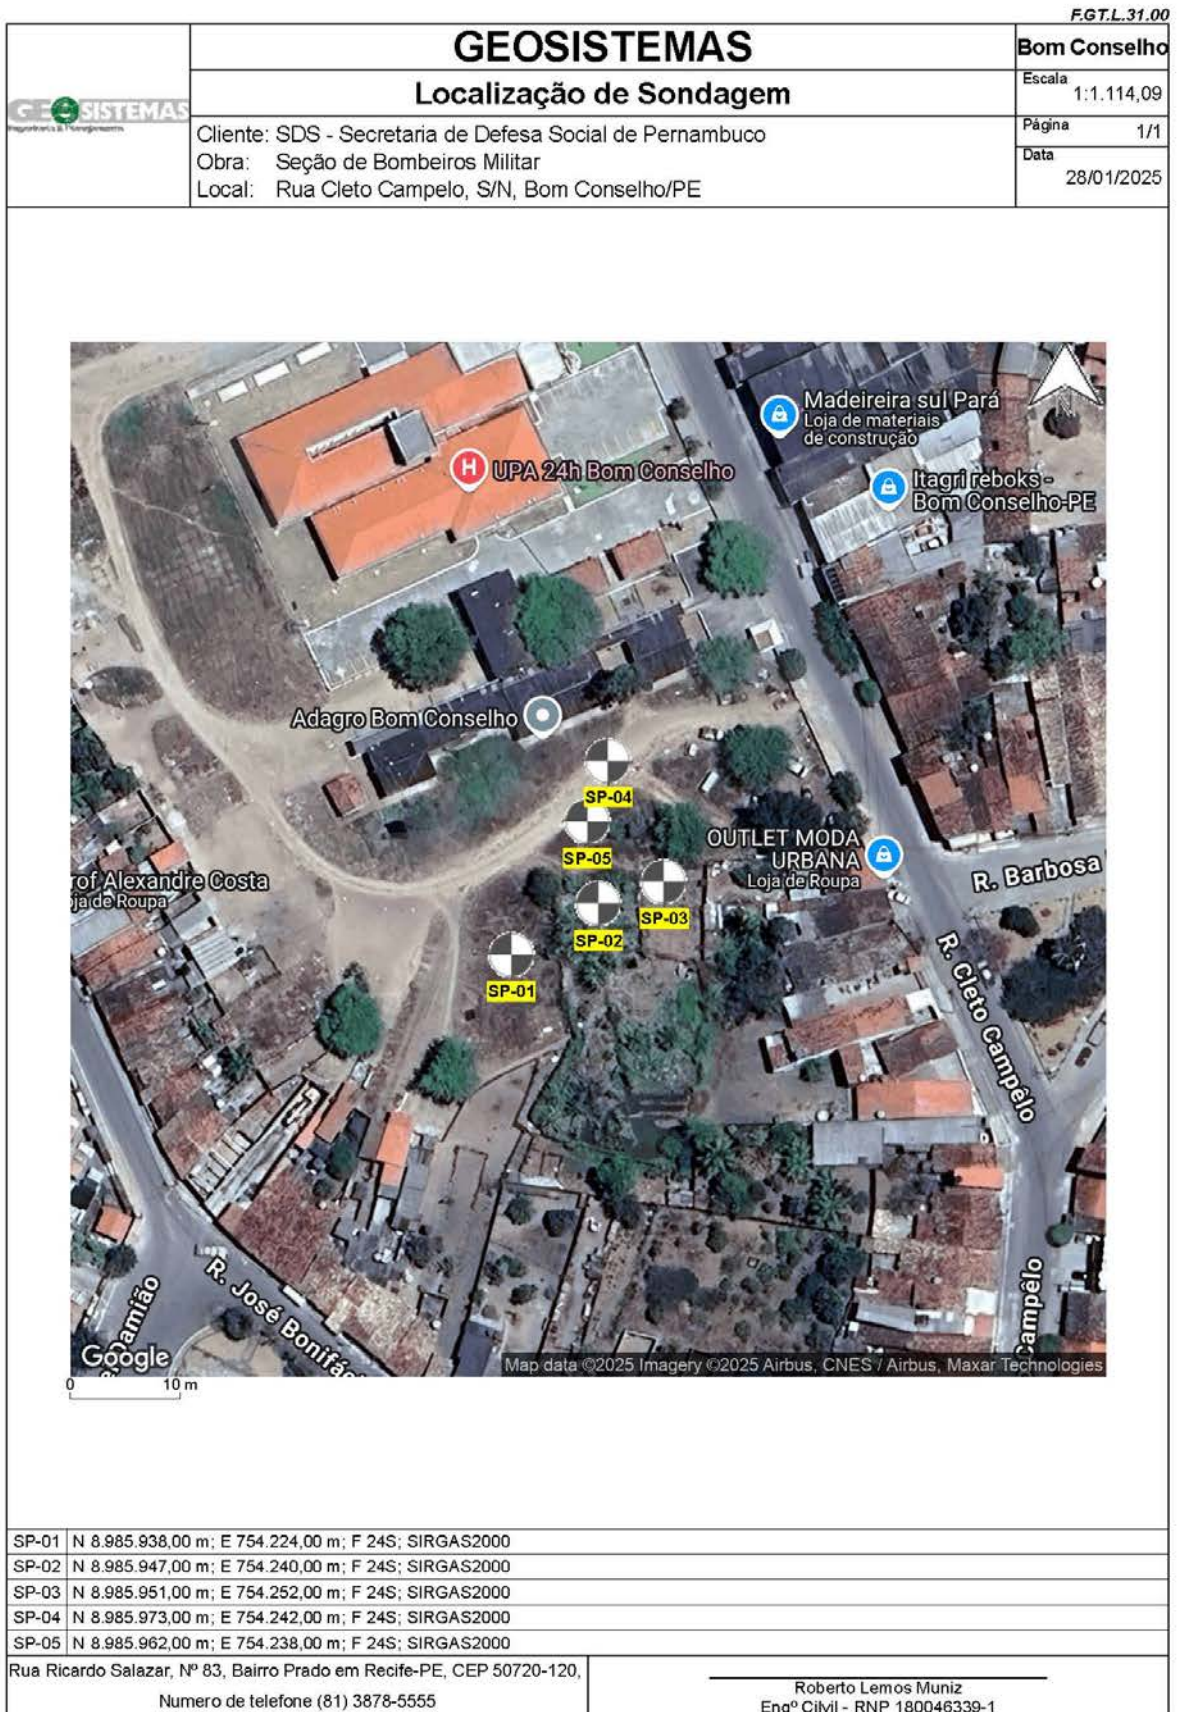 F.GT.L.31.00
GEOSISTEMAS
Bom Conselho
GEOSISTEMAS
Localização de Sondagem
Escala
1:1.114,09
Cliente: SDS - Secretaria de Defesa Social de Pernambuco
Obra: Seção de Bombeiros Militar
Local: Rua Cleto Campelo, S/N, Bom Conselho/PE
Página
1/1
Data
28/01/2025
N
Madeireira sul Pará
Loja de materiais
de construção
UPA 24h Bom Conselho
Itagri reboks -
Bom Conselho-PE
Adagro Bom Conselho
SP-04
SP-05
OUTLET MODA
URBANA
Loja de Roupa
R. Barbosa
rof Alexandre Costa
ja de Roupa
SP-03
SP-02
SP-01
R. Cleto Campêlo
R. José Bonifác
Damião
Campêlo
Google
Map data ©2025 Imagery ©2025 Airbus, CNES / Airbus, Maxar Technologies
0 10 m
SP-01 N 8.985.938,00 m; E 754.224,00 m; F 24S; SIRGAS2000
SP-02 N 8.985.947,00 m; E 754.240,00 m; F 24S; SIRGAS2000
SP-03 N 8.985.951,00 m; E 754.252,00 m; F 24S; SIRGAS2000
SP-04 N 8.985.973,00 m; E 754.242,00 m; F 24S; SIRGAS2000
SP-05 N 8.985.962,00 m; E 754.238,00 m; F 24S; SIRGAS2000
Rua Ricardo Salazar, Nº 83, Bairro Prado em Recife-PE, CEP 50720-120,
Numero de telefone (81) 3878-5555
Roberto Lemos Muniz
Engº Cilvil - RNP 180046339-1